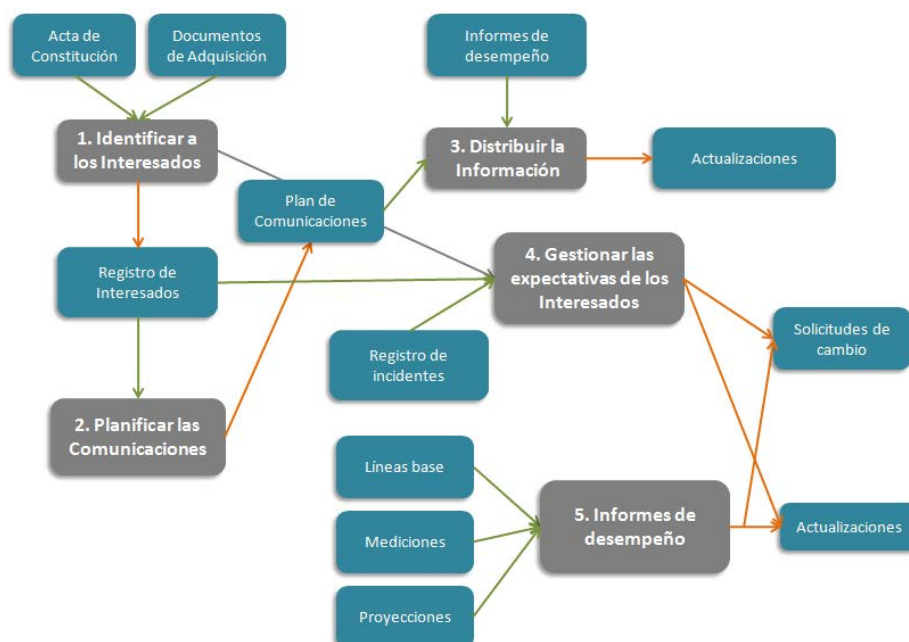 Acta de
Constitución
Documentos
de Adquisición
Informes de
desempeño
1. Identificar a
los Interesados
3. Distribuir la
Información
Actualizaciones
Plan de
Comunicaciones
Registro de
Interesados
4. Gestionar las
expectativas de los
Interesados
Solicitudes de
cambio
Registro de
incidentes
2. Planificar las
Comunicaciones
Líneas base
5. Informes de
desempeño
Actualizaciones
Mediciones
Proyecciones